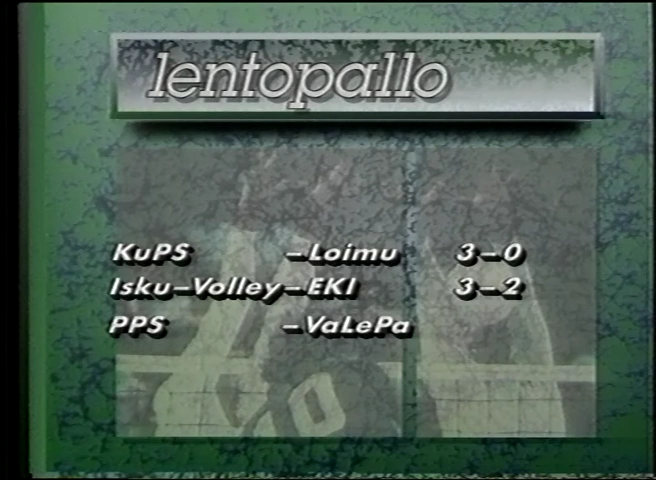 lentopallo
KuPS –Loimu 3–0
Isku–Volley–EKI 3–2
PPS –VaLePa